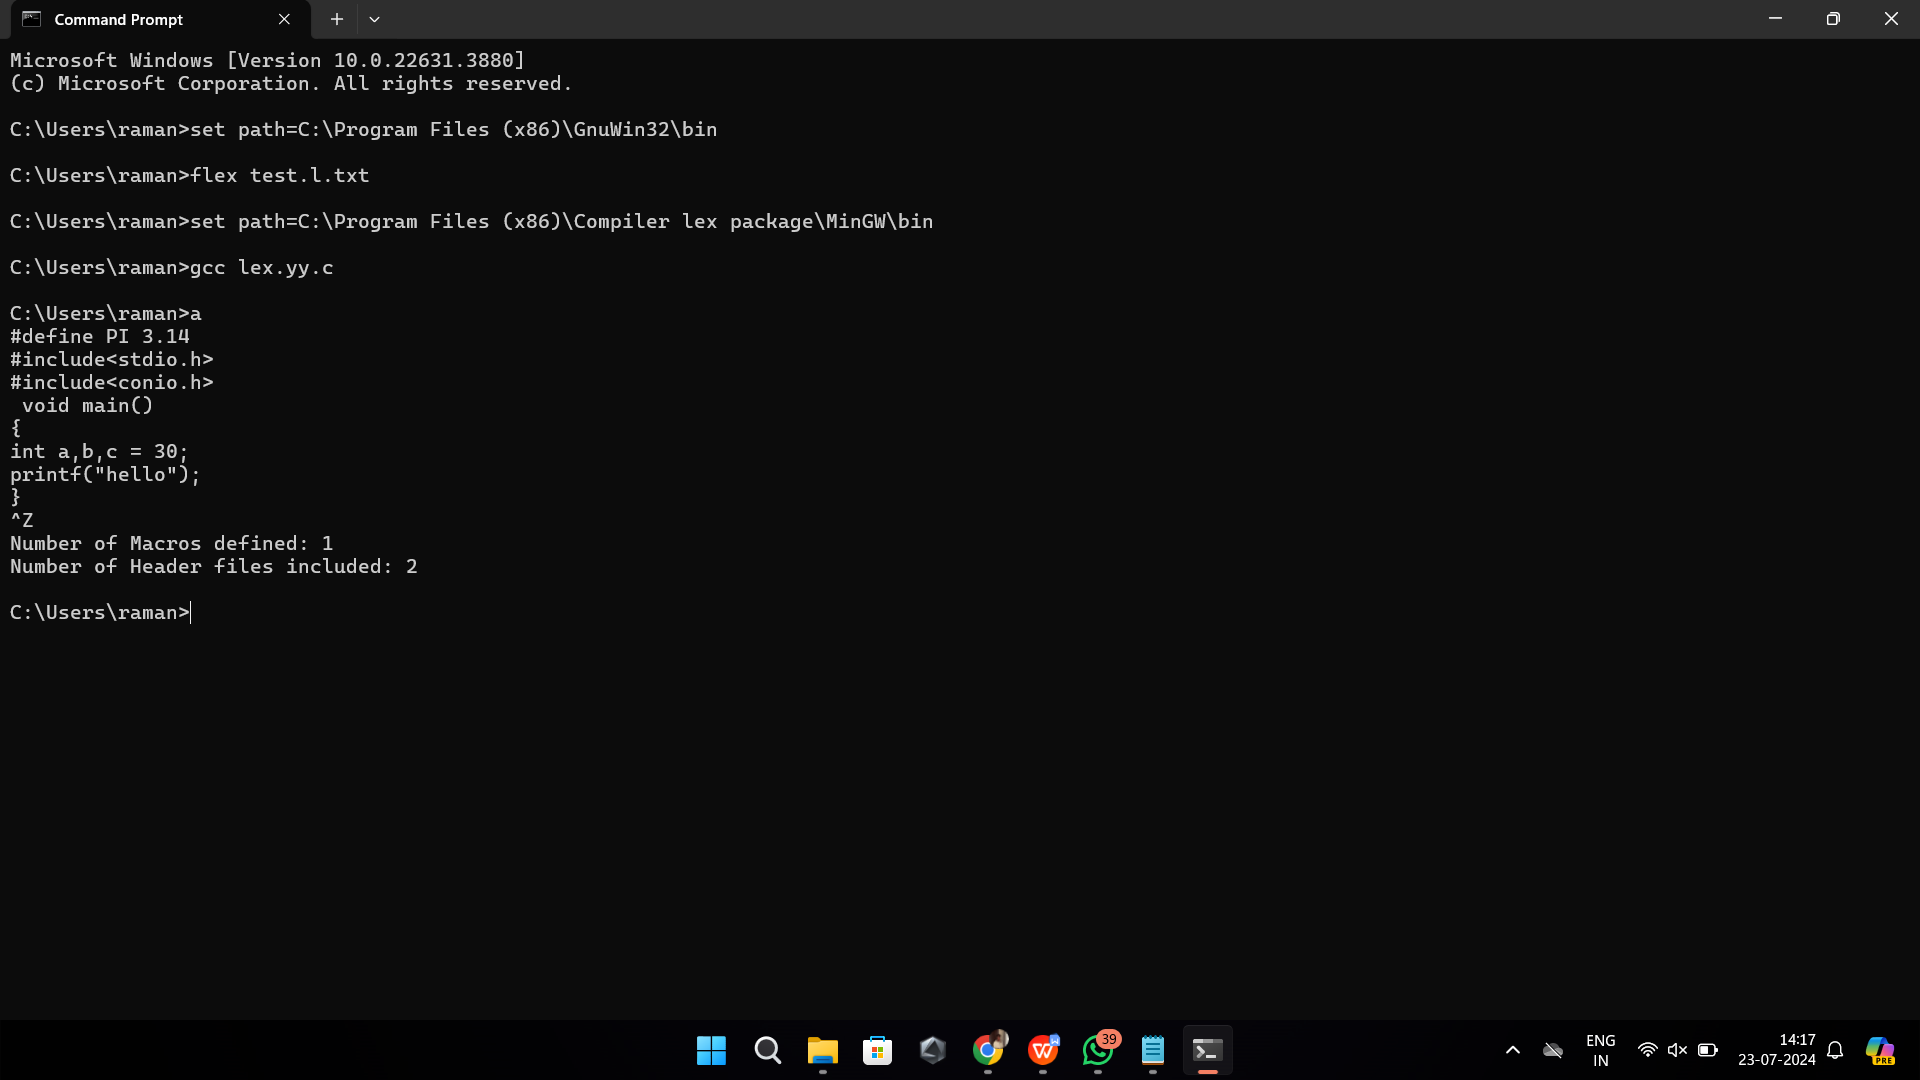 Command Prompt
Microsoft Windows [Version 10.0.22631.3880]
(c) Microsoft Corporation. All rights reserved.
C:\Users\raman>set path=C:\Program Files (x86)\GnuWin32\bin
C:\Users\raman>flex test.l.txt
C:\Users\raman>set path=C:\Program Files (x86)\Compiler lex package\MinGW\bin
C:\Users\raman>gcc lex.yy.c
C:\Users\raman>a
#define PI 3.14
#include<stdio.h>
#include<conio.h>
 void main()
{
int a,b,c = 30;
printf("hello");
}
^Z
Number of Macros defined: 1
Number of Header files included: 2
C:\Users\raman>
39
ENG
IN
14:17
23-07-2024
PRE